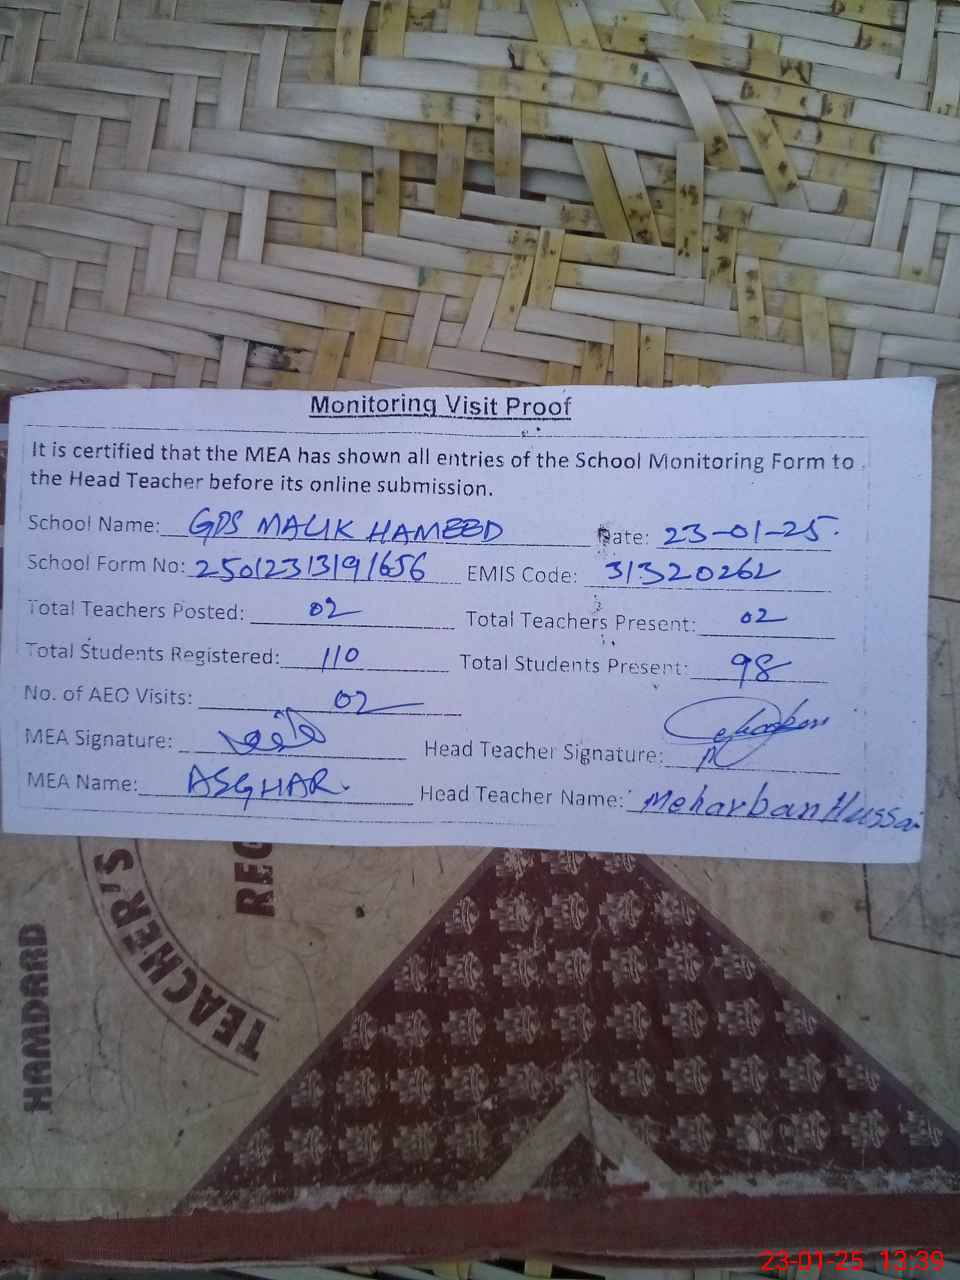 Monitoring Visit Proof
It is certified that the MEA has shown all entries of the School Monitoring Form to
the Head Teacher before its online submission.
School Name: GPS MALIK HAMEED Date: 23-01-25.
School Form No: 25012313191656 EMIS Code: 31320262
Total Teachers Posted: 02 Total Teachers Present: 02
Total Students Registered: 110 Total Students Present: 98
No. of AEO Visits: 02
MEA Signature: Head Teacher Signature:
MEA Name: ASGHAR. Head Teacher Name: Meharban Hussai
HAMDARD
TEACHER'S
REG
23-01-25 13:39